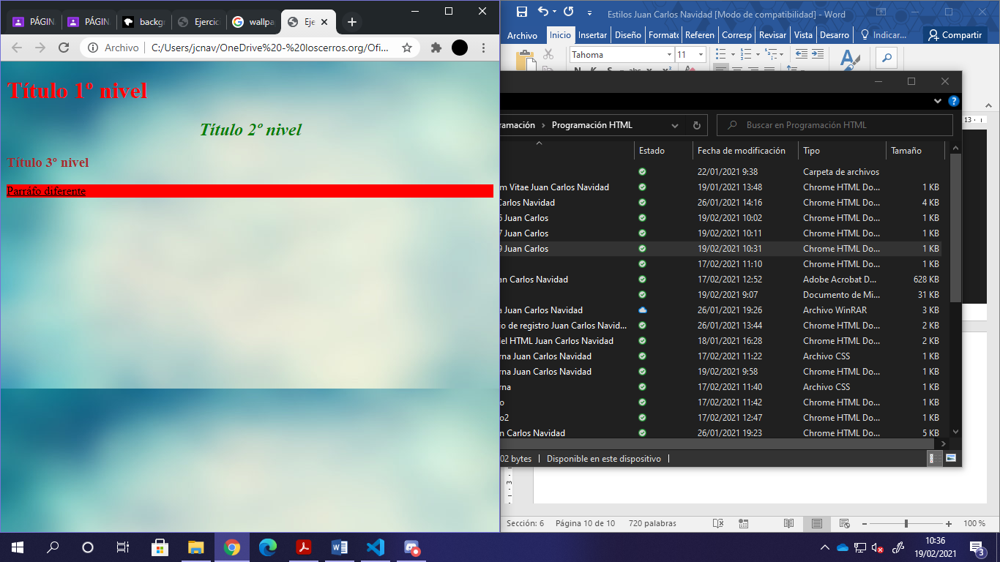 PÁGIN
PÁGIN
backgr
Ejercic
wallpa
Eje
Archivo
C:/Users/jcnav/OneDrive%20-%20loscerros.org/Ofi...
Título 1º nivel
Título 2º nivel
Título 3º nivel
Parráfo diferente
Estilos Juan Carlos Navidad [Modo de compatibilidad] - Word
Archivo Inicio Insertar Diseño Formato Referen Corresp Revisar Vista Desarro Indicar... Compartir
Tahoma 11
ramación > Programación HTML
Buscar en Programación HTML
Estado Fecha de modificación Tipo Tamaño
22/01/2021 9:38 Carpeta de archivos
m Vitae Juan Carlos Navidad 19/01/2021 13:48 Chrome HTML Do... 1 KB
Carlos Navidad 26/01/2021 14:16 Chrome HTML Do... 4 KB
Juan Carlos 19/02/2021 10:02 Chrome HTML Do... 1 KB
7 Juan Carlos 19/02/2021 10:11 Chrome HTML Do... 1 KB
9 Juan Carlos 19/02/2021 10:31 Chrome HTML Do... 1 KB
17/02/2021 11:10 Chrome HTML Do... 1 KB
an Carlos Navidad 17/02/2021 12:52 Adobe Acrobat D... 628 KB
19/02/2021 9:07 Documento de Mi... 31 KB
a Juan Carlos Navidad 26/01/2021 19:26 Archivo WinRAR 3 KB
io de registro Juan Carlos Navid... 26/01/2021 13:44 Chrome HTML Do... 2 KB
del HTML Juan Carlos Navidad 18/01/2021 16:28 Chrome HTML Do... 2 KB
rna Juan Carlos Navidad 17/02/2021 11:22 Archivo CSS 1 KB
rna Juan Carlos Navidad 19/02/2021 9:58 Chrome HTML Do... 1 KB
rna 17/02/2021 11:40 Archivo CSS 1 KB
o 17/02/2021 11:42 Chrome HTML Do... 1 KB
o2 17/02/2021 12:47 Chrome HTML Do... 1 KB
n Carlos Navidad 26/01/2021 19:23 Chrome HTML Do... 5 KB
02 bytes Disponible en este dispositivo
13
3
Sección: 6 Página 10 de 10 720 palabras 100 %
10:36
19/02/2021
3